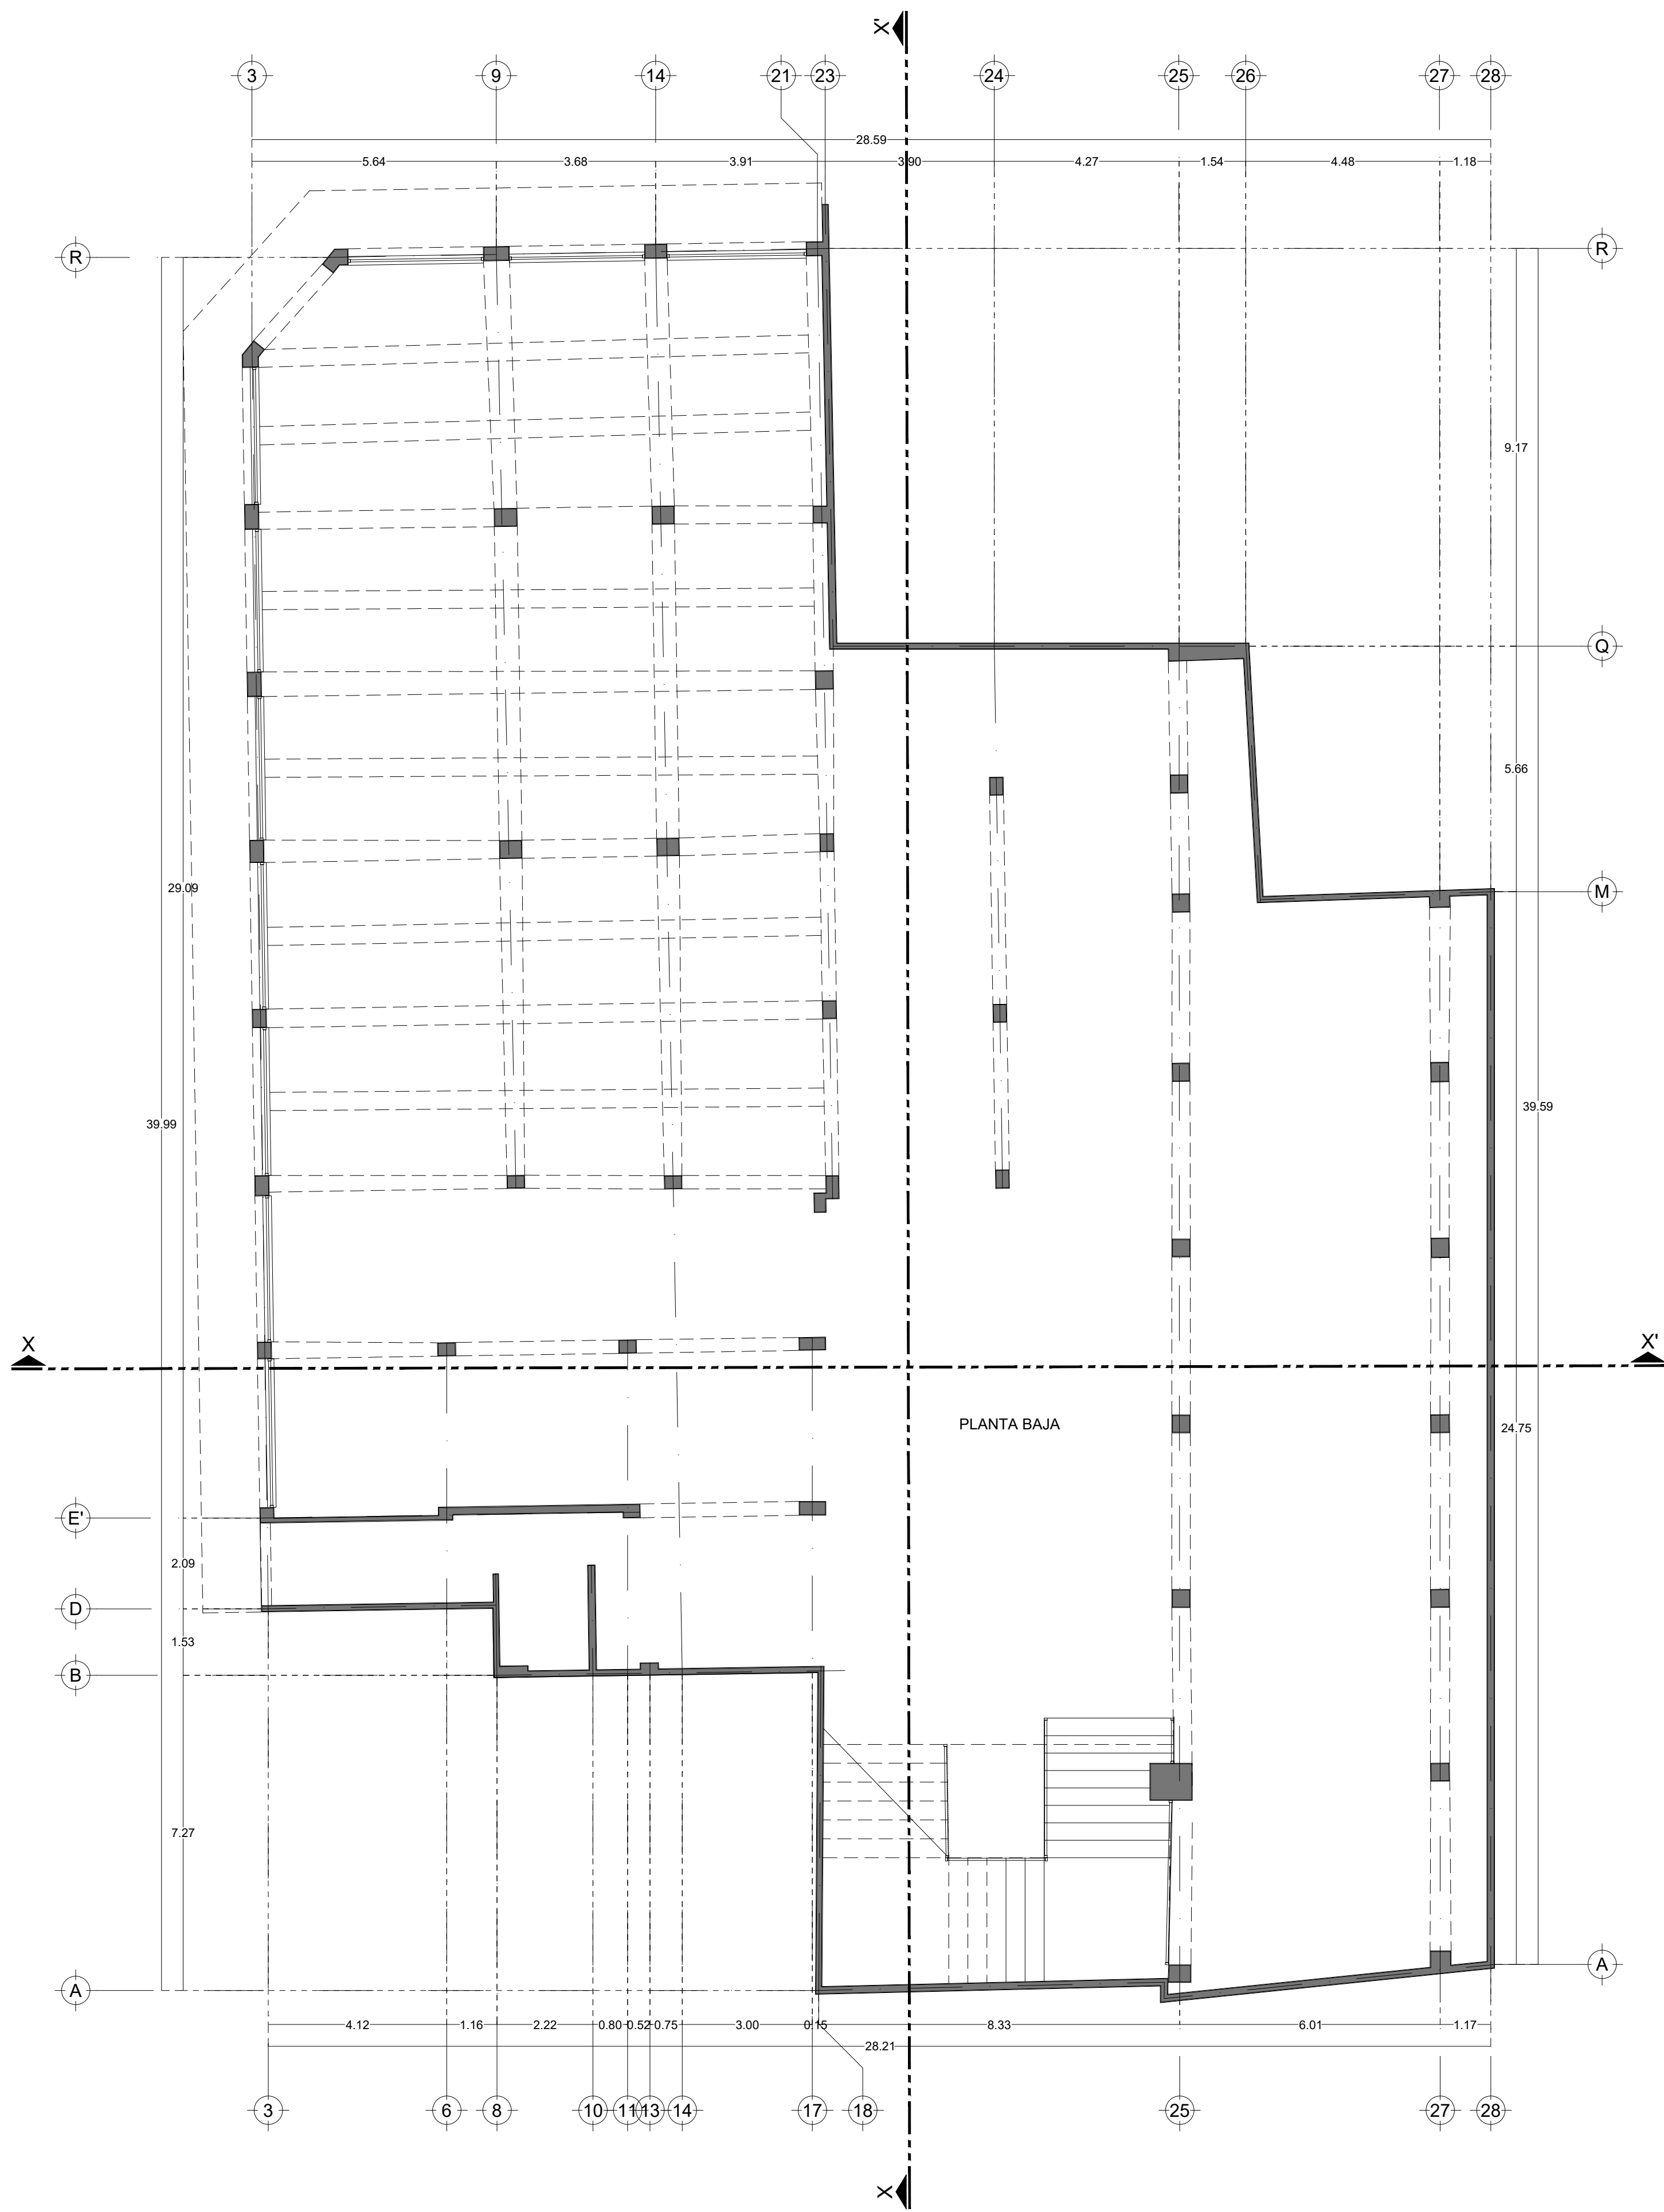 X'
3 9 14 21 23 24 25 26 27 28
28.59
5.64 3.68 3.91 3.90 4.27 1.54 4.48 1.18
R R
9.17
Q
5.66
29.09 M
39.99 39.59
X X'
PLANTA BAJA
24.75
E'
2.09
D
1.53
B
7.27
A A
4.12 1.16 2.22 0.80 0.52 0.75 3.00 0.15 8.33 6.01 1.17
28.21
3 6 8 10 11 13 14 17 18 25 27 28
X